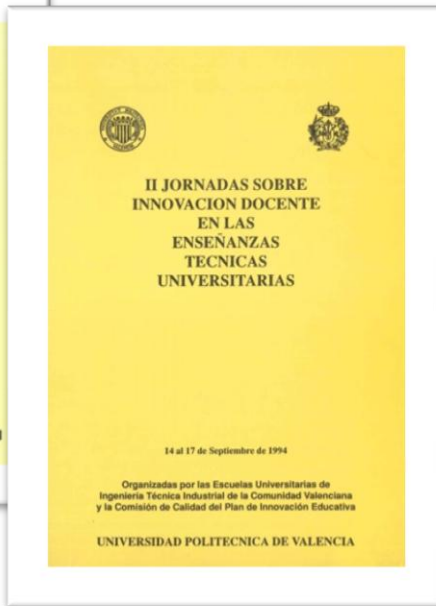 II JORNADAS SOBRE
INNOVACION DOCENTE
EN LAS
ENSEÑANZAS
TECNICAS
UNIVERSITARIAS
14 al 17 de Septiembre de 1994
Organizadas por las Escuelas Universitarias de
Ingeniería Técnica Industrial de la Comunidad Valenciana
y la Comisión de Calidad del Plan de Innovación Educativa
UNIVERSIDAD POLITECNICA DE VALENCIA